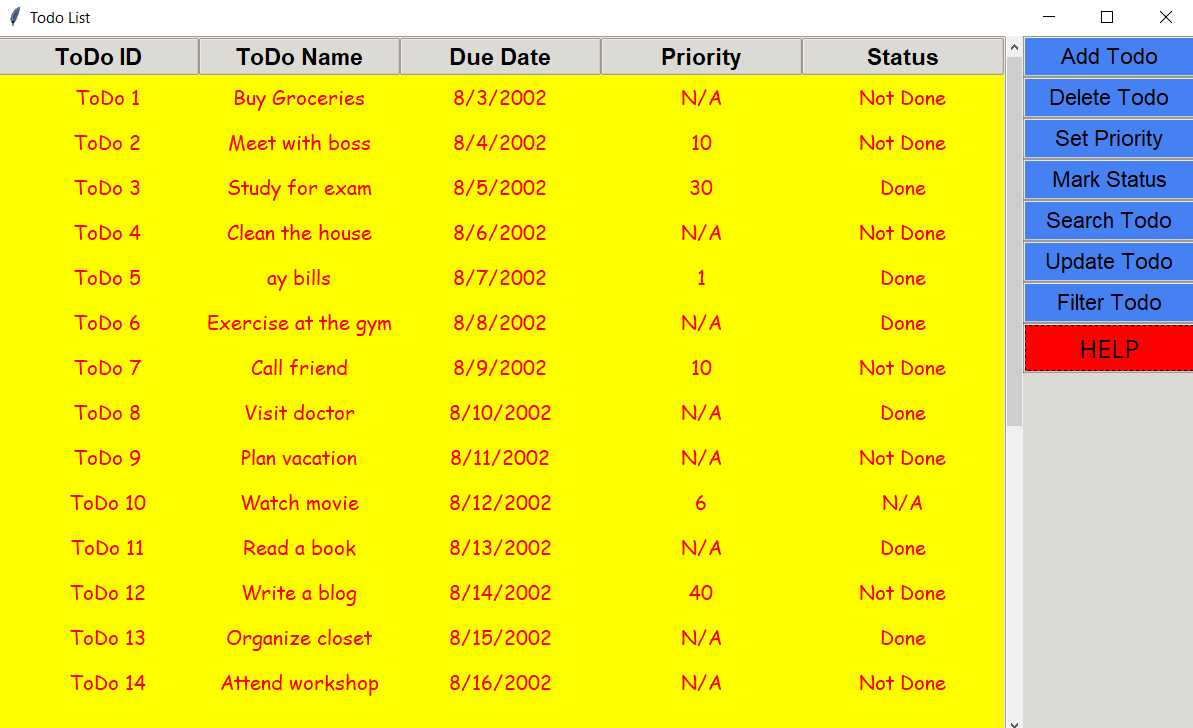 Todo List
ToDo ID ToDo Name Due Date Priority Status
ToDo 1 Buy Groceries 8/3/2002 N/A Not Done
ToDo 2 Meet with boss 8/4/2002 10 Not Done
ToDo 3 Study for exam 8/5/2002 30 Done
ToDo 4 Clean the house 8/6/2002 N/A Not Done
ToDo 5 ay bills 8/7/2002 1 Done
ToDo 6 Exercise at the gym 8/8/2002 N/A Done
ToDo 7 Call friend 8/9/2002 10 Not Done
ToDo 8 Visit doctor 8/10/2002 N/A Done
ToDo 9 Plan vacation 8/11/2002 N/A Not Done
ToDo 10 Watch movie 8/12/2002 6 N/A
ToDo 11 Read a book 8/13/2002 N/A Done
ToDo 12 Write a blog 8/14/2002 40 Not Done
ToDo 13 Organize closet 8/15/2002 N/A Done
ToDo 14 Attend workshop 8/16/2002 N/A Not Done
Add Todo
Delete Todo
Set Priority
Mark Status
Search Todo
Update Todo
Filter Todo
HELP